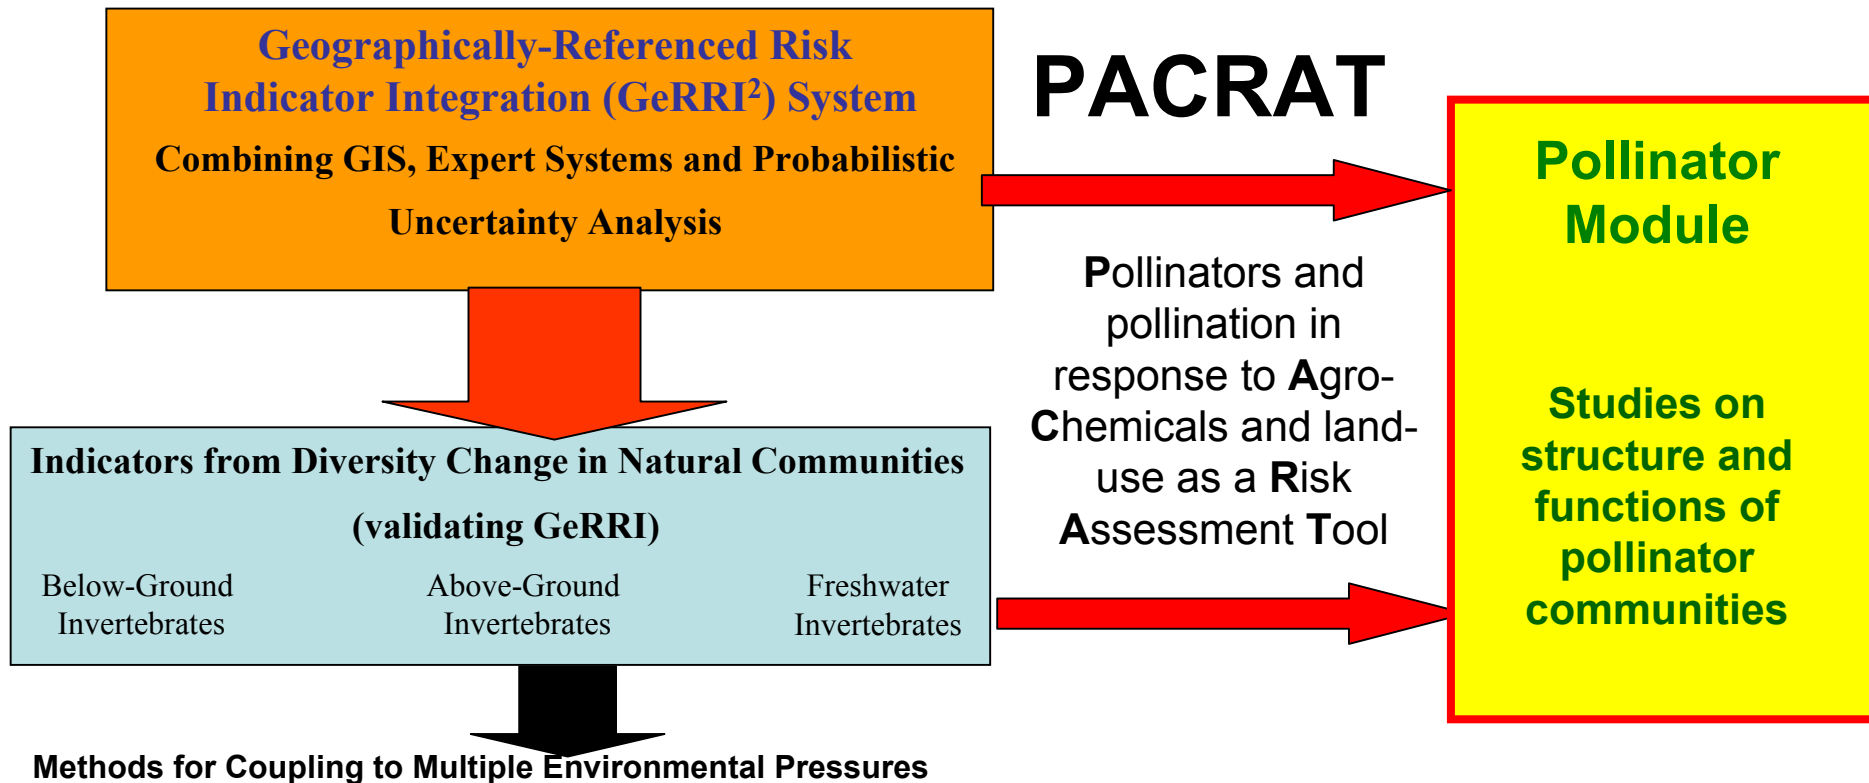 Geographically-Referenced Risk
Indicator Integration (GeRRI²) System
Combining GIS, Expert Systems and Probabilistic
Uncertainty Analysis
Indicators from Diversity Change in Natural Communities
(validating GeRRI)
Below-Ground
Invertebrates
Above-Ground
Invertebrates
Freshwater
Invertebrates
Methods for Coupling to Multiple Environmental Pressures
PACRAT
Pollinators and
pollination in
response to Agro-
Chemicals and land-
use as a Risk
Assessment Tool
Pollinator
Module
Studies on
structure and
functions of
pollinator
communities